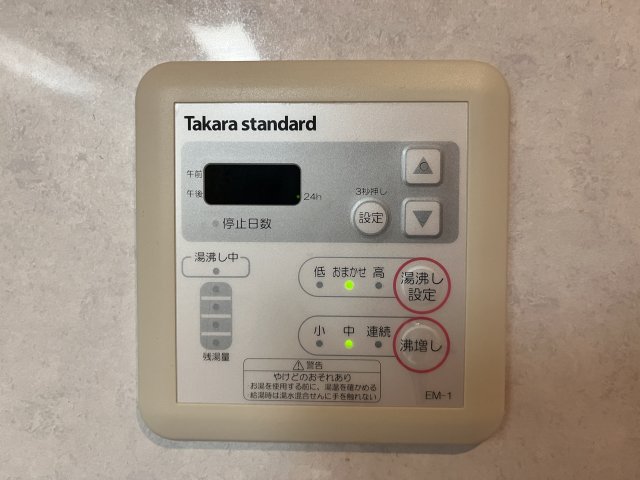 Takara standard
午前
午後
24h
停止日数
3秒押し
設定
湯沸し中
残湯量
低 おまかせ 高
湯沸し
設定
小 中 連続
沸増し
警告
やけどのおそれあり
お湯を使用する前に、湯温を確かめる
給湯時は湯水混合せんに手を触れない
EM-1